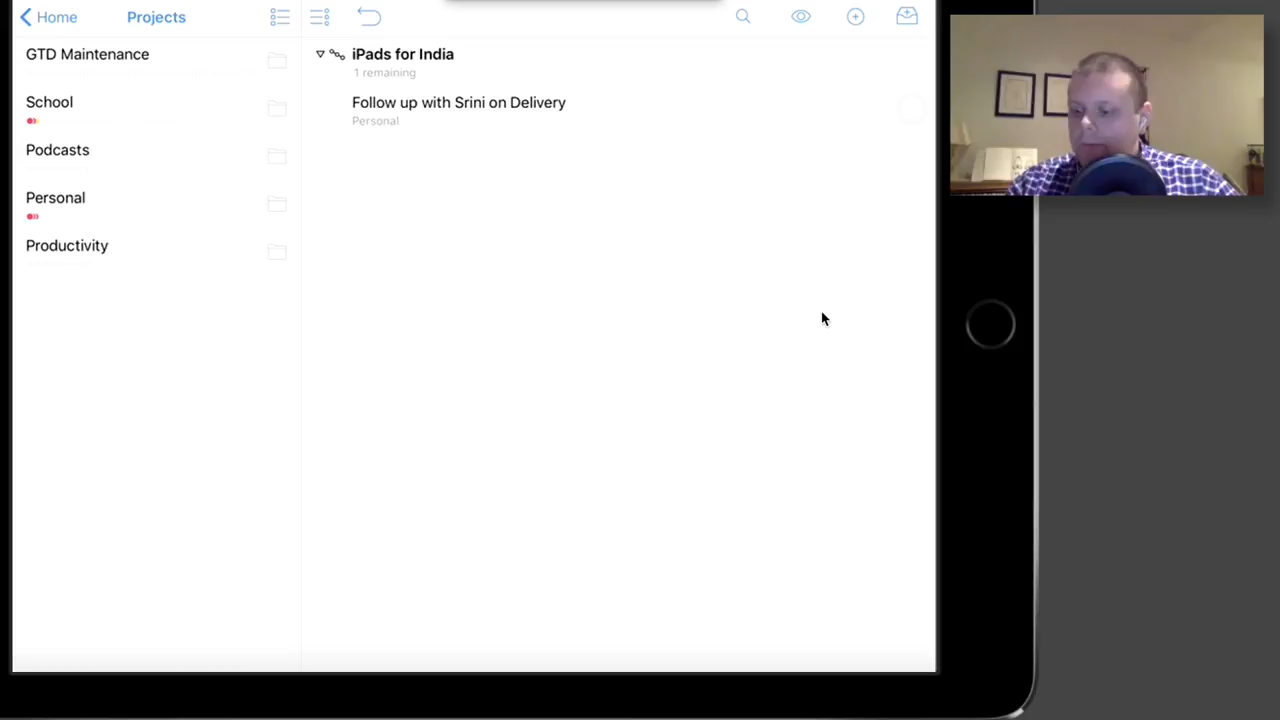 Home
Projects
GTD Maintenance
School
Podcasts
Personal
Productivity
iPads for India
1 remaining
Follow up with Srini on Delivery
Personal